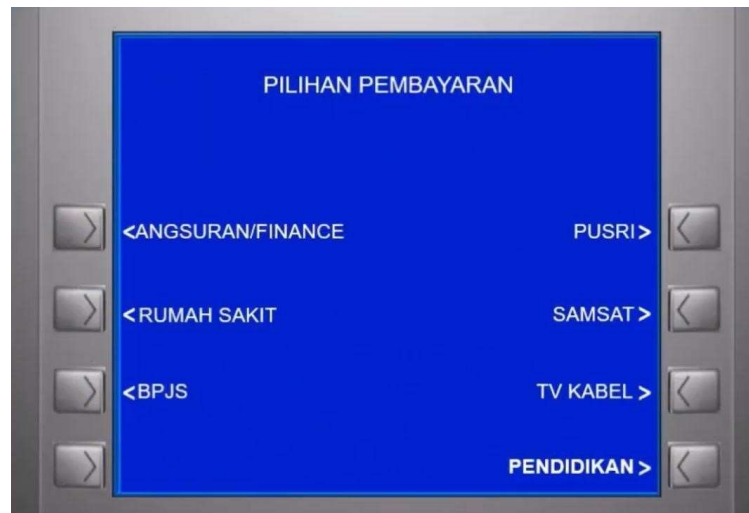 PILIHAN PEMBAYARAN
<ANGSURAN/FINANCE
PUSRI>
<RUMAH SAKIT
SAMSAT>
<BPJS
TV KABEL >
PENDIDIKAN >